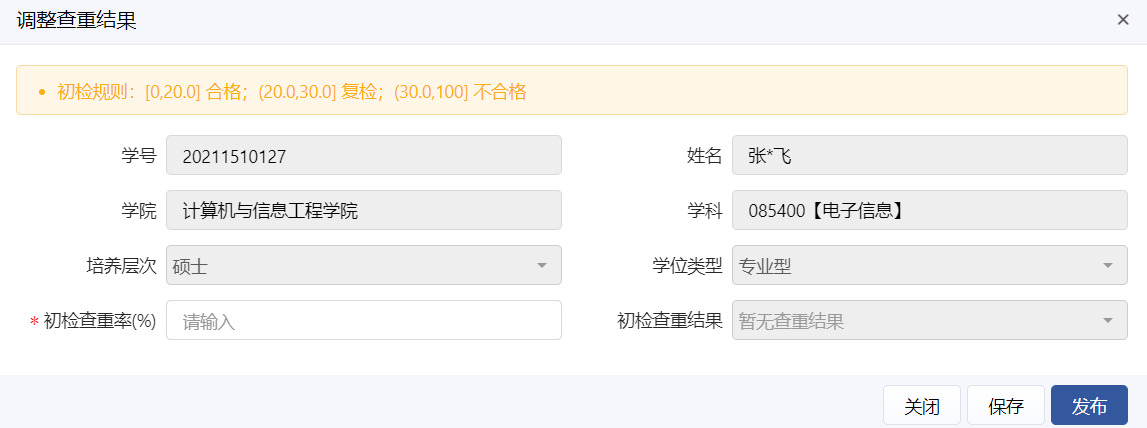 调整查重结果
初检规则：[0,20.0] 合格；(20.0,30.0] 复检；(30.0,100] 不合格
学号 20211510127 姓名 张*飞
学院 计算机与信息工程学院 学科 085400【电子信息】
培养层次 硕士 学位类型 专业型
* 初检查重率(%) 请输入 初检查重结果 暂无查重结果
关闭 保存 发布